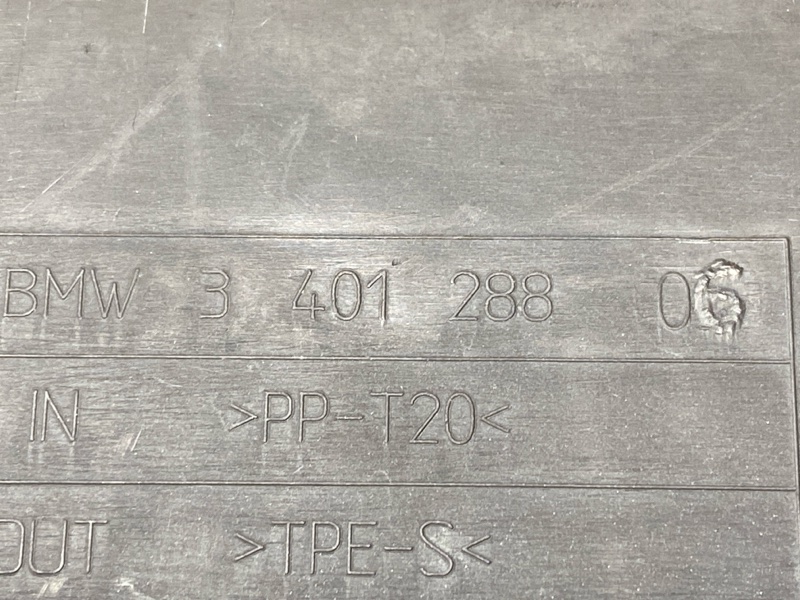 BMW 3 401 288 06
IN >PP-T20<
OUT >TPE-S<